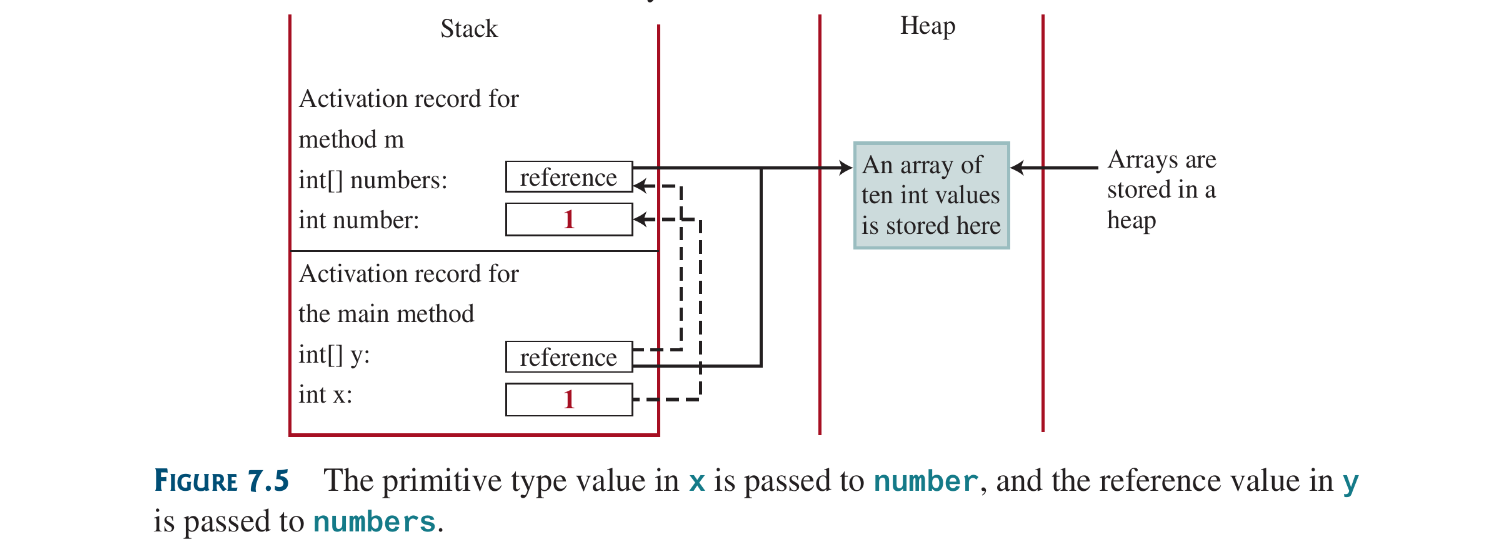 Stack
Heap
Activation record for
method m
int[] numbers: reference
int number: 1
Activation record for
the main method
int[] y: reference
int x: 1
An array of
ten int values
is stored here
Arrays are
stored in a
heap
FIGURE 7.5 The primitive type value in x is passed to number, and the reference value in y
is passed to numbers.